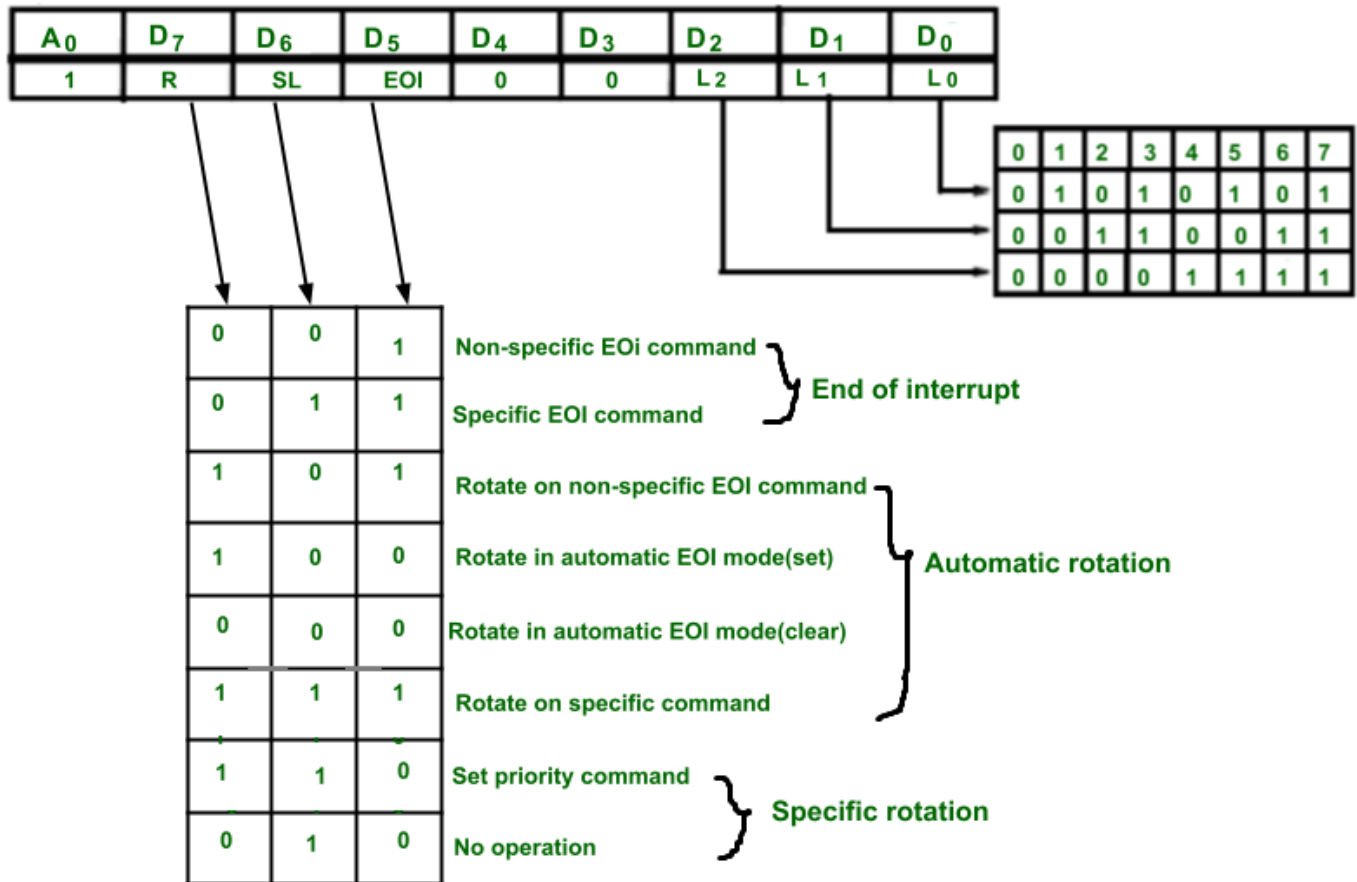 A0 D7 D6 D5 D4 D3 D2 D1 D0
1 R SL EOI 0 0 L2 L1 L0
0 1 2 3 4 5 6 7
0 1 0 1 0 1 0 1
0 0 1 1 0 0 1 1
0 0 0 0 1 1 1 1
0 0 1 Non-specific EOi command
End of interrupt
0 1 1 Specific EOI command
1 0 1 Rotate on non-specific EOI command
1 0 0 Rotate in automatic EOI mode(set)
Automatic rotation
0 0 0 Rotate in automatic EOI mode(clear)
1 1 1 Rotate on specific command
1 1 0 Set priority command
Specific rotation
0 1 0 No operation